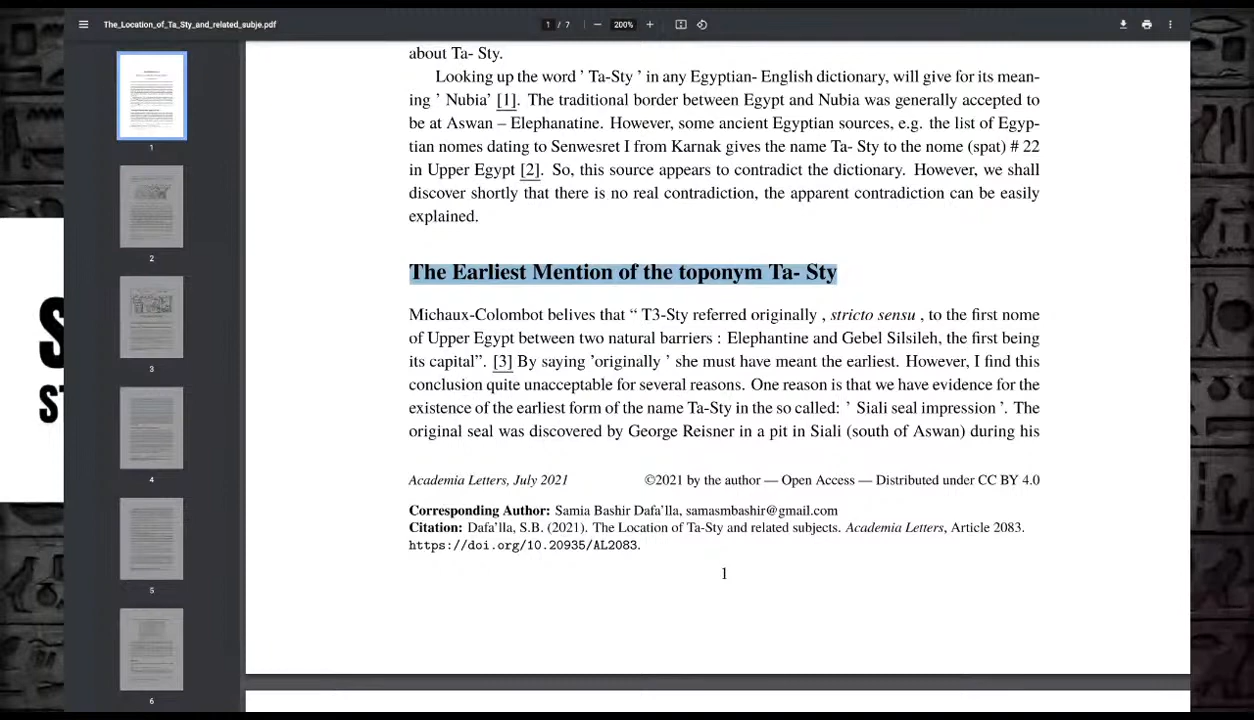 The_Location_of_Ta_Sty_and_related_subje.pdf
1 / 7
200%
about Ta- Sty.
Looking up the word ’ Ta-Sty ’ in any Egyptian- English dictionary, will give for its mean-
ing ’ Nubia’ [1]. The traditional border between Egypt and Nubia was generally accepted to
be at Aswan – Elephanatine. However, some ancient Egyptian sources, e.g. the list of Egyp-
tian nomes dating to Senwesret I from Karnak gives the name Ta- Sty to the nome (spat) # 22
in Upper Egypt [2]. So, this source appears to contradict the dictionary. However, we shall
discover shortly that there is no real contradiction, the apparent contradiction can be easily
explained.
The Earliest Mention of the toponym Ta- Sty
Michaux-Colombot belives that “ T3-Sty referred originally , stricto sensu , to the first nome
of Upper Egypt between two natural barriers : Elephantine and Gebel Silsileh, the first being
its capital”. [3] By saying ’originally ’ she must have meant the earliest. However, I find this
conclusion quite unacceptable for several reasons. One reason is that we have evidence for the
existence of the earliest form of the name Ta-Sty in the so called: ’ Siali seal impression ’. The
original seal was discovered by George Reisner in a pit in Siali (south of Aswan) during his
Academia Letters, July 2021 ©2021 by the author — Open Access — Distributed under CC BY 4.0
Corresponding Author: Samia Bashir Dafa’lla, samasmbashir@gmail.com
Citation: Dafa’lla, S.B. (2021). The Location of Ta-Sty and related subjects. Academia Letters, Article 2083.
https://doi.org/10.20935/AL2083.
1
1
2
3
4
5
6